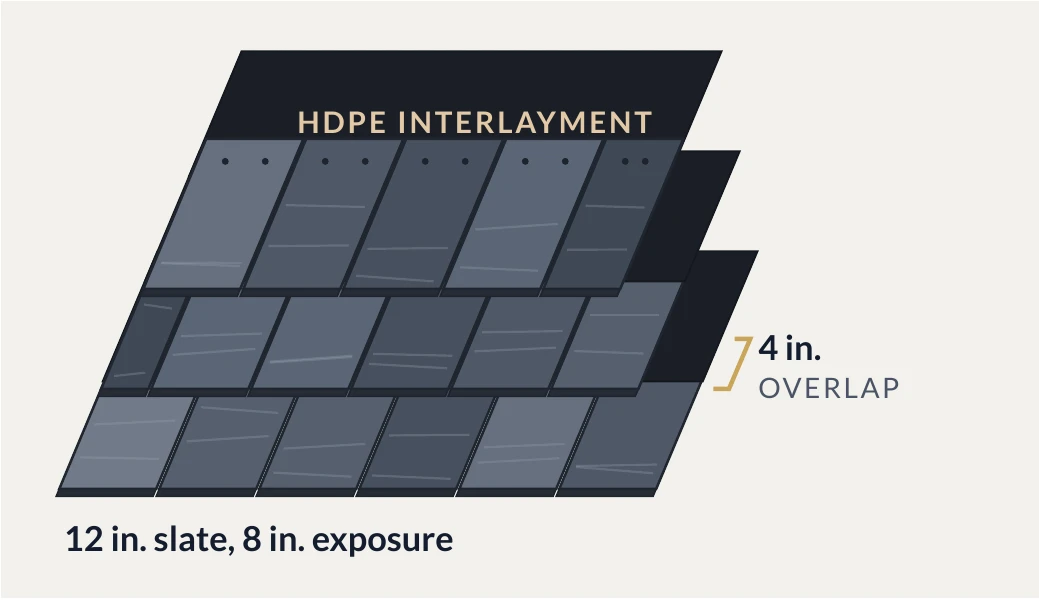 HDPE INTERLAYMENT
4 in.
OVERLAP
12 in. slate, 8 in. exposure